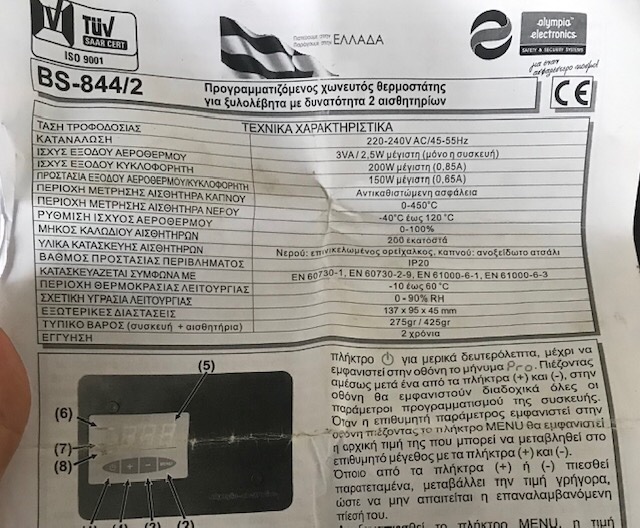 TÜV
SAAR CERT
ISO 9001
ΕΛΛΑΔΑ
olympia
electronics
SAFETY & SECURITY SYSTEMS
BS-844/2
Προγραμματιζόμενος χωνευτός θερμοστάτης
για ξυλολέβητα με δυνατότητα 2 αισθητηρίων
CE
ΤΕΧΝΙΚΑ ΧΑΡΑΚΤΗΡΙΣΤΙΚΑ
ΤΑΣΗ ΤΡΟΦΟΔΟΣΙΑΣ 220-240V AC/45-55Hz
ΚΑΤΑΝΑΛΩΣΗ 3VA / 2,5W μέγιστη (μόνο η συσκευή)
ΙΣΧΥΣ ΕΞΟΔΟΥ ΑΕΡΟΘΕΡΜΟΥ 200W μέγιστη (0,85A)
ΙΣΧΥΣ ΕΞΟΔΟΥ ΚΥΚΛΟΦΟΡΗΤΗ 150W μέγιστη (0,65A)
ΠΡΟΣΤΑΣΙΑ ΕΞΟΔΟΥ ΑΕΡΟΘΕΡΜΟΥ/ΚΥΚΛΟΦΟΡΗΤΗ Αντικαθιστώμενη ασφάλεια
ΠΕΡΙΟΧΗ ΜΕΤΡΗΣΗΣ ΑΙΣΘΗΤΗΡΑ ΚΑΠΝΟΥ 0-450°C
ΠΕΡΙΟΧΗ ΜΕΤΡΗΣΗΣ ΑΙΣΘΗΤΗΡΑ ΝΕΡΟΥ -40°C έως 120°C
ΡΥΘΜΙΣΗ ΙΣΧΥΟΣ ΑΕΡΟΘΕΡΜΟΥ 0-100%
ΜΗΚΟΣ ΚΑΛΩΔΙΟΥ ΑΙΣΘΗΤΗΡΩΝ 200 εκατοστά
ΥΛΙΚΑ ΚΑΤΑΣΚΕΥΗΣ ΑΙΣΘΗΤΗΡΩΝ Νερού: επινικελωμένος ορείχαλκος, καπνού: ανοξείδωτο ατσάλι
ΒΑΘΜΟΣ ΠΡΟΣΤΑΣΙΑΣ ΠΕΡΙΒΛΗΜΑΤΟΣ IP20
ΚΑΤΑΣΚΕΥΑΖΕΤΑΙ ΣΥΜΦΩΝΑ ΜΕ EN 60730-1, EN 60730-2-9, EN 61000-6-1, EN 61000-6-3
ΠΕΡΙΟΧΗ ΘΕΡΜΟΚΡΑΣΙΑΣ ΛΕΙΤΟΥΡΓΙΑΣ -10 έως 60°C
ΣΧΕΤΙΚΗ ΥΓΡΑΣΙΑ ΛΕΙΤΟΥΡΓΙΑΣ 0 - 90% RH
ΕΞΩΤΕΡΙΚΕΣ ΔΙΑΣΤΑΣΕΙΣ 137 x 95 x 45 mm
ΤΥΠΙΚΟ ΒΑΡΟΣ (συσκευή + αισθητήρια) 275gr / 425gr
ΕΓΓΥΗΣΗ 2 χρόνια
(5)
(6)
(7)
(8)
πλήκτρο για μερικά δευτερόλεπτα, μέχρι να
εμφανιστεί στην οθόνη το μήνυμα Pro. Πιέζοντας
αμέσως μετά ένα από τα πλήκτρα (+) και (-), στην
οθόνη θα εμφανιστούν διαδοχικά όλες οι
παράμετροι προγραμματισμού της συσκευής.
Όταν η επιθυμητή παράμετρος εμφανιστεί στην
οθόνη πιέζοντας το πλήκτρο MENU θα εμφανιστεί
η αρχική τιμή της που μπορεί να μεταβληθεί στο
επιθυμητό μέγεθος με τα πλήκτρα (+) και (-).
Όποιο από τα πλήκτρα (+) ή (-) πιεσθεί
παρατεταμένα, μεταβάλλει την τιμή γρήγορα,
ώστε να μην απαιτείται η επαναλαμβανόμενη
πίεσή του.
το πλήκτρο MENU, η τιμή